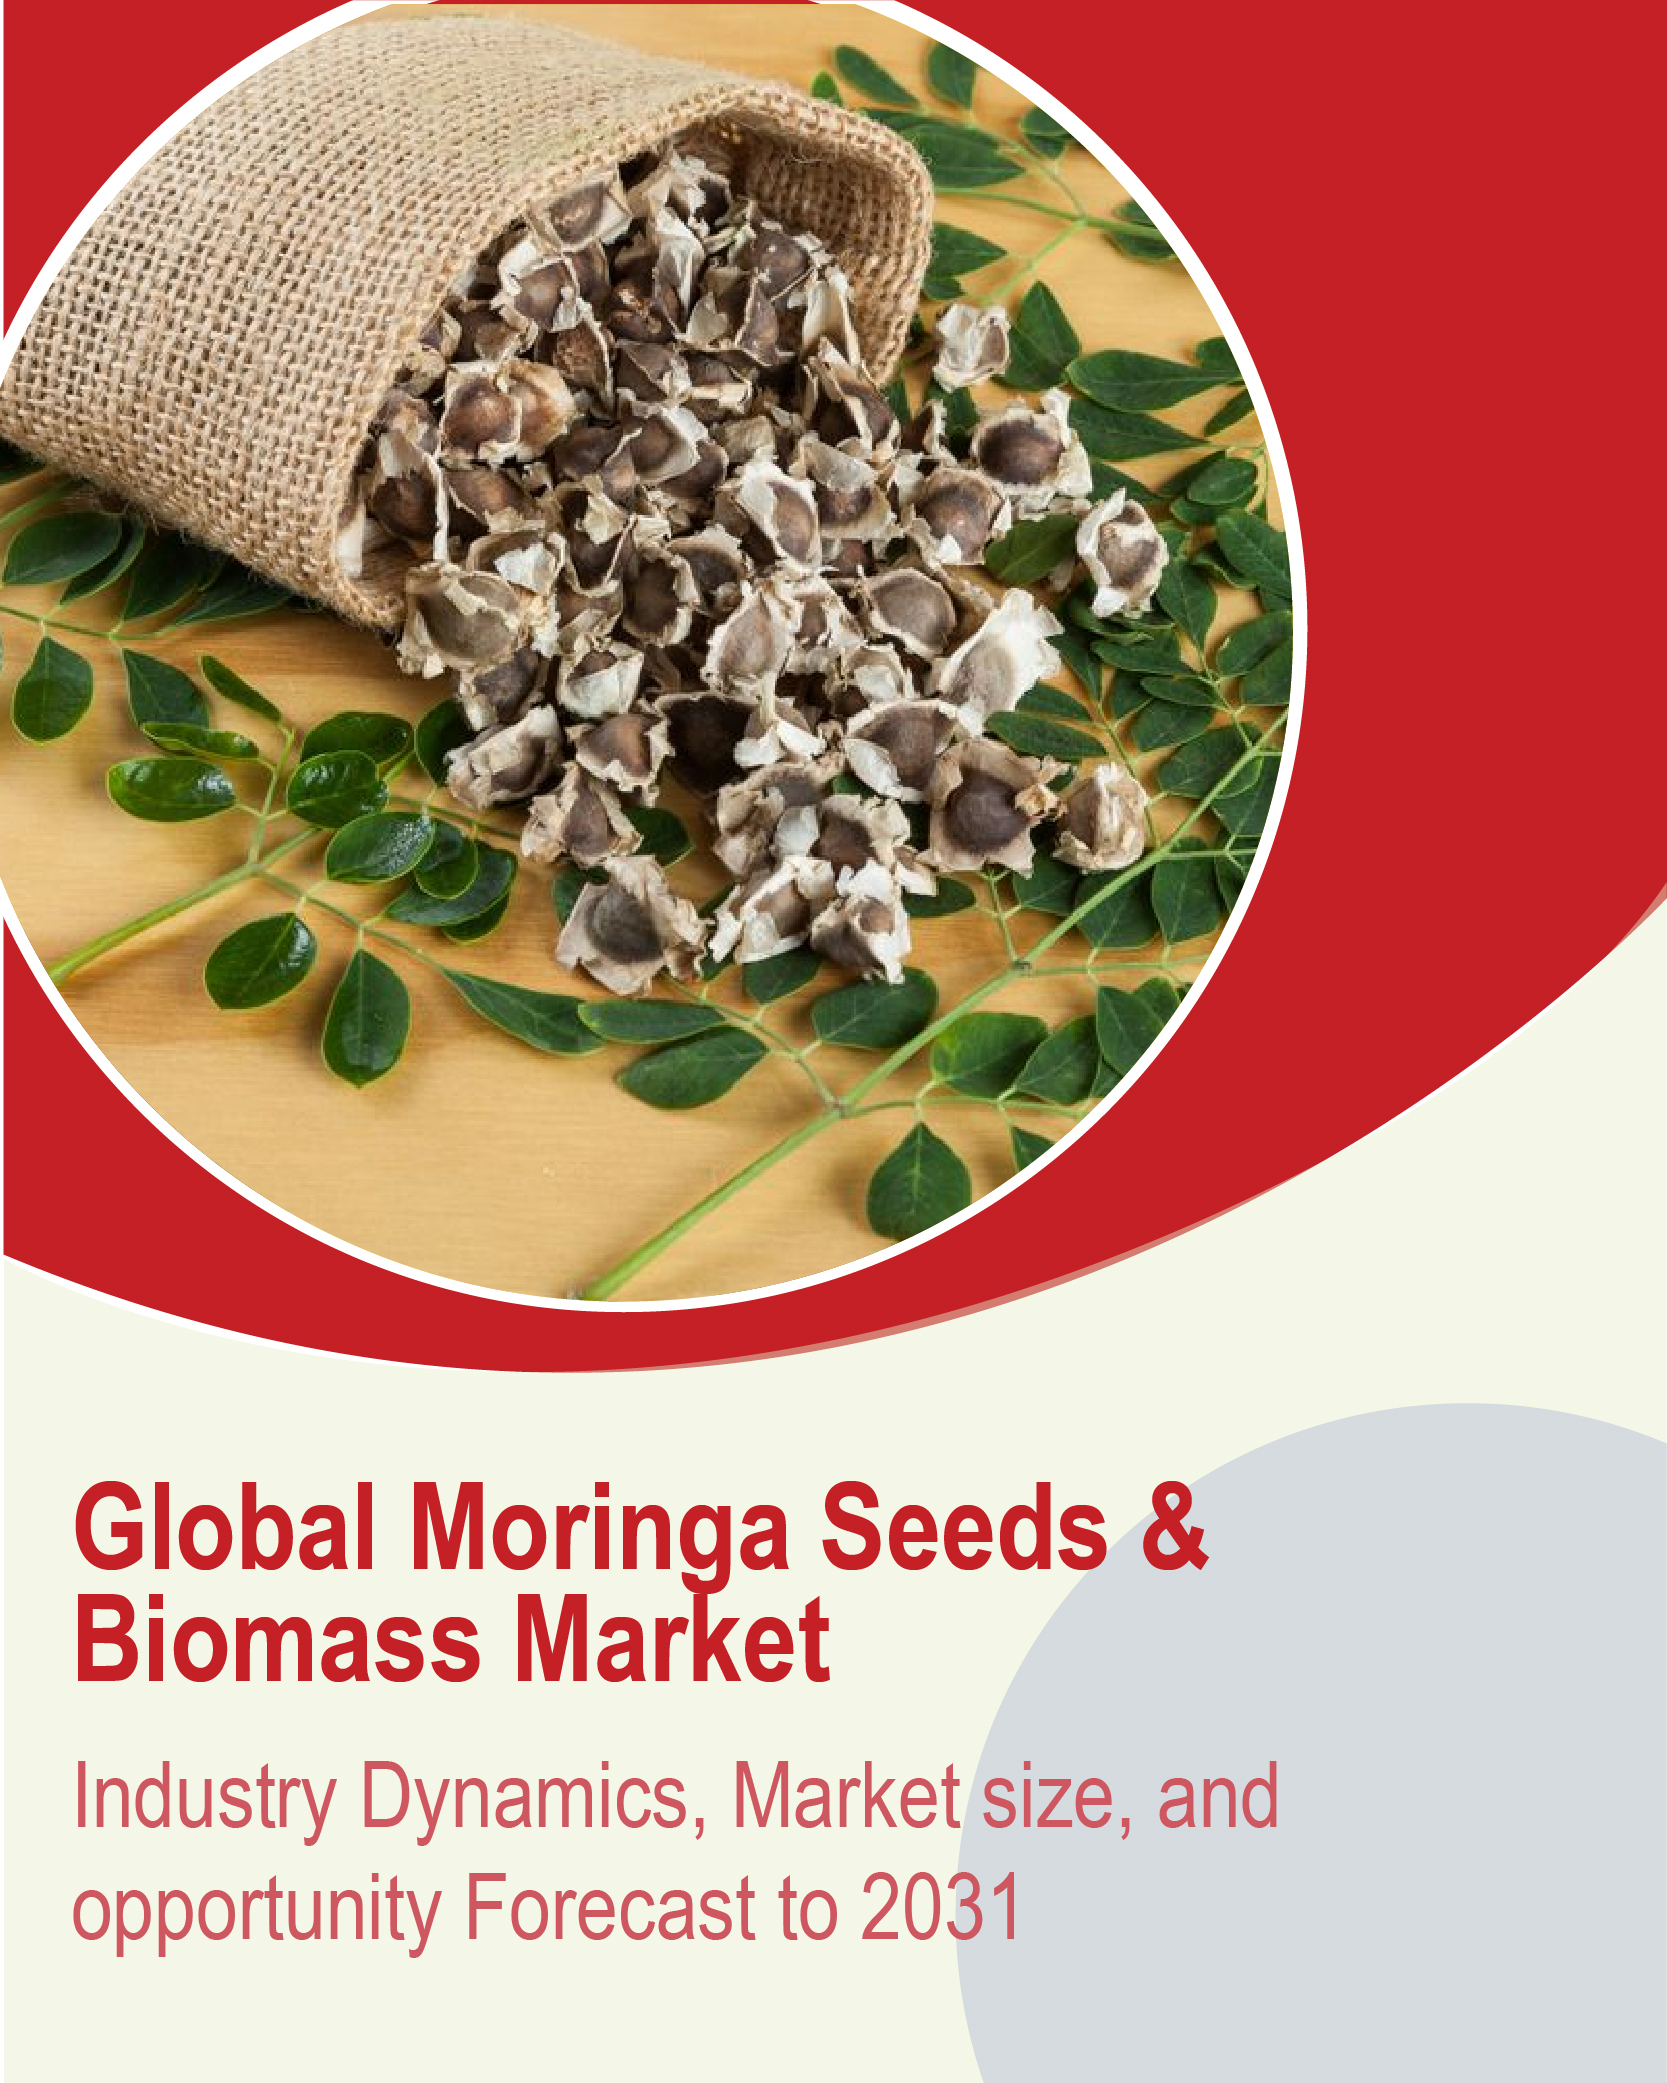 Global Moringa Seeds &
Biomass Market
Industry Dynamics, Market size, and
opportunity Forecast to 2031